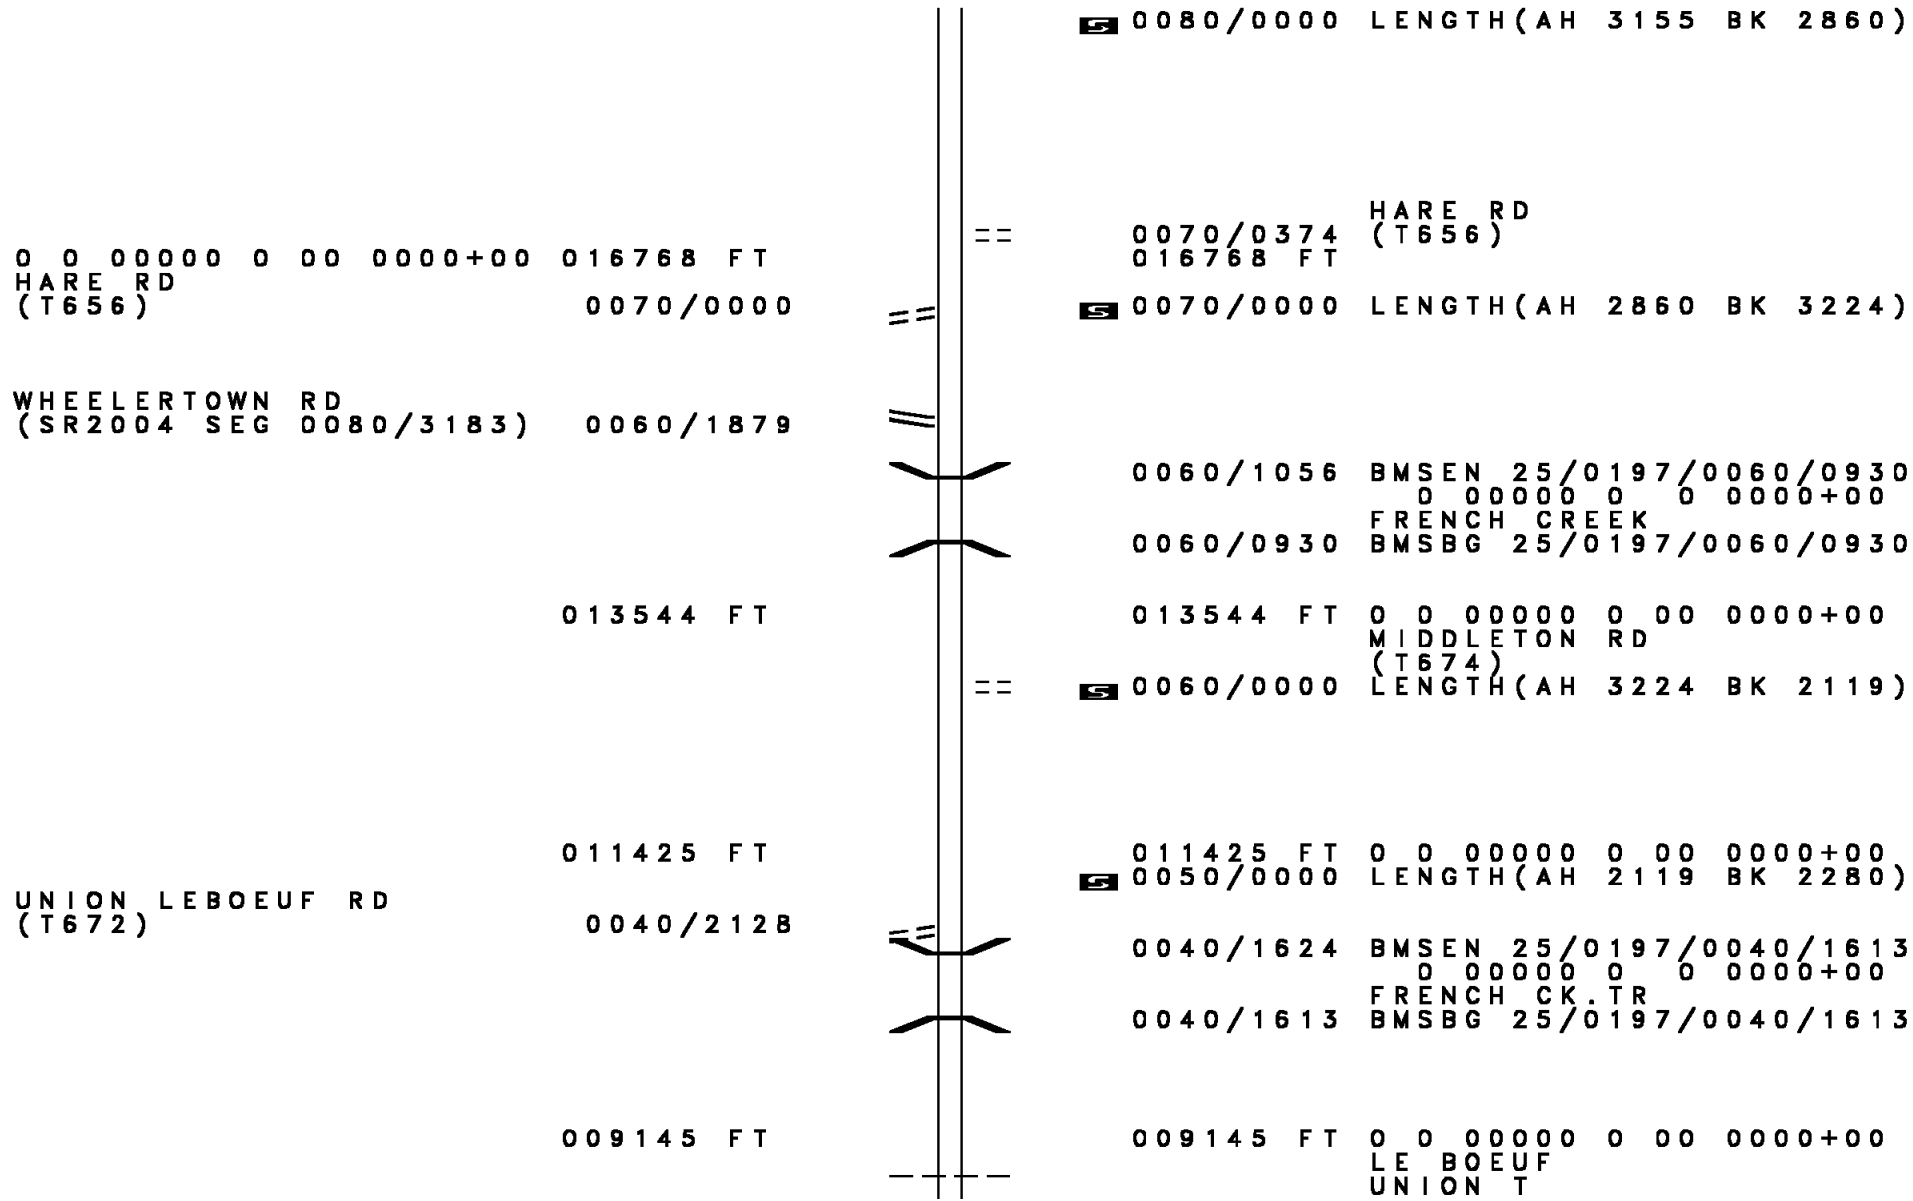 S 0080/0000 LENGTH(AH 3155 BK 2860)
HARE RD
0070/0374 (T656)
0 0 00000 0 00 0000+00 016768 FT 016768 FT
HARE RD
(T656) 0070/0000 S 0070/0000 LENGTH(AH 2860 BK 3224)
WHEELERTOWN RD
(SR2004 SEG 0080/3183) 0060/1879
0060/1056 BMSEN 25/0197/0060/0930
0 00000 0 0 0000+00
FRENCH CREEK
0060/0930 BMSBG 25/0197/0060/0930
013544 FT 013544 FT 0 0 00000 0 00 0000+00
MIDDLETON RD
(T674)
S 0060/0000 LENGTH(AH 3224 BK 2119)
011425 FT 011425 FT 0 0 00000 0 00 0000+00
S 0050/0000 LENGTH(AH 2119 BK 2280)
UNION LEBOEUF RD
(T672) 0040/2128
0040/1624 BMSEN 25/0197/0040/1613
0 00000 0 0 0000+00
FRENCH CK.TR
0040/1613 BMSBG 25/0197/0040/1613
009145 FT 009145 FT 0 0 00000 0 00 0000+00
LE BOEUF
UNION T